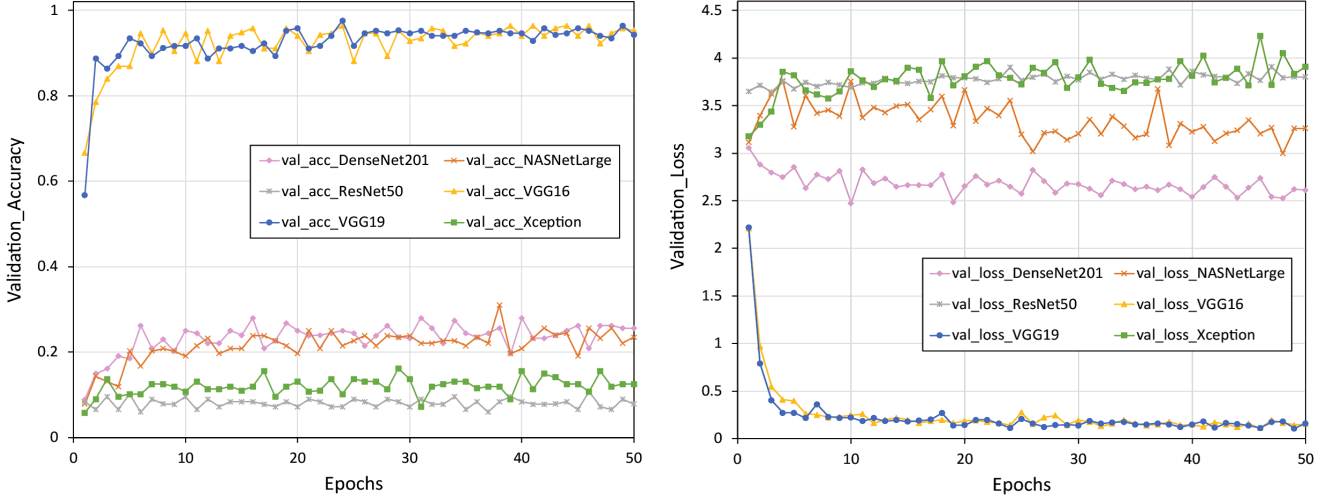 Validation_Accuracy
1
0.8
0.6
0.4
0.2
0
val_acc_DenseNet201 val_acc_NASNetLarge
val_acc_ResNet50 val_acc_VGG16
val_acc_VGG19 val_acc_Xception
0 10 20 30 40 50
Epochs
Validation_Loss
4.5
4
3.5
3
2.5
2
1.5
1
0.5
0
val_loss_DenseNet201 val_loss_NASNetLarge
val_loss_ResNet50 val_loss_VGG16
val_loss_VGG19 val_loss_Xception
0 10 20 30 40 50
Epochs